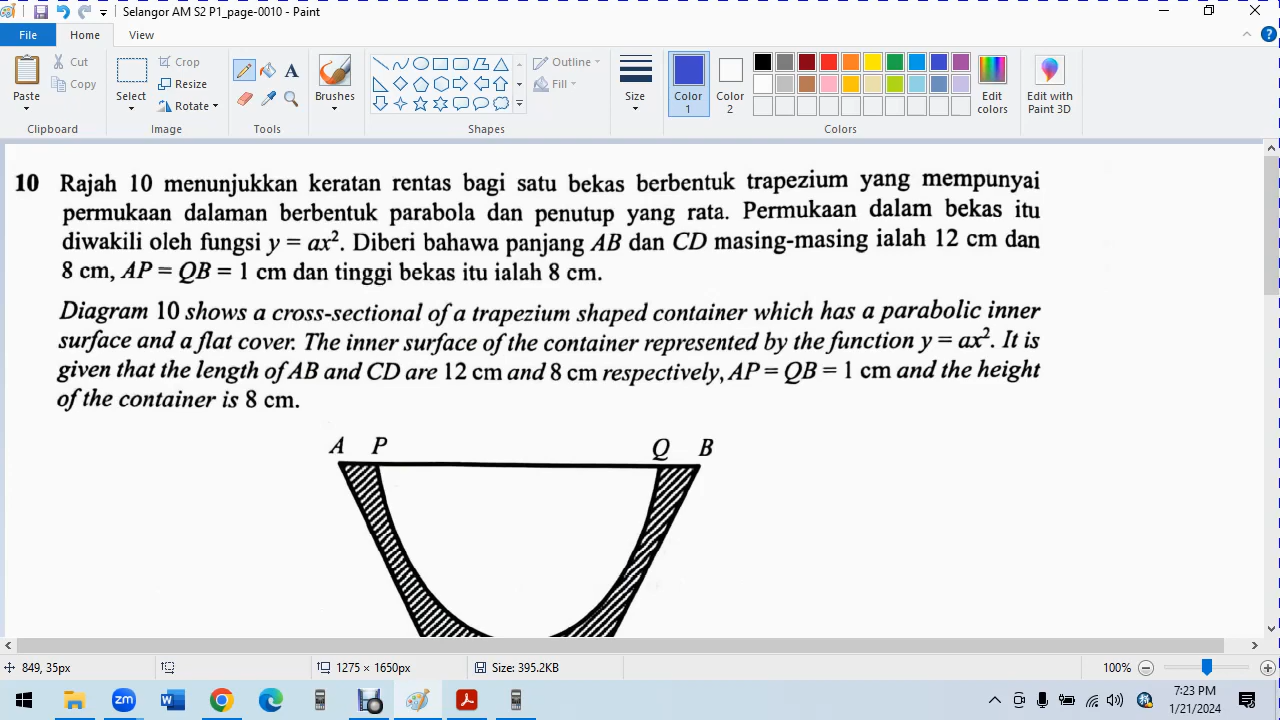 Selangor AM S2 P1_page-0010 - Paint
File Home View
Paste Cut Copy Clipboard
Select Crop Resize Rotate Image
A Tools
Brushes
Outline Fill Shapes
Size
Color 1 Color 2 Edit colors Colors
Edit with Paint 3D
10 Rajah 10 menunjukkan keratan rentas bagi satu bekas berbentuk trapezium yang mempunyai
permukaan dalaman berbentuk parabola dan penutup yang rata. Permukaan dalam bekas itu
diwakili oleh fungsi y = ax². Diberi bahawa panjang AB dan CD masing-masing ialah 12 cm dan
8 cm, AP = QB = 1 cm dan tinggi bekas itu ialah 8 cm.
Diagram 10 shows a cross-sectional of a trapezium shaped container which has a parabolic inner
surface and a flat cover. The inner surface of the container represented by the function y = ax². It is
given that the length of AB and CD are 12 cm and 8 cm respectively, AP = QB = 1 cm and the height
of the container is 8 cm.
A P Q B
849, 35px 1275 × 1650px Size: 395.2KB 100%
zm W
7:23 PM
1/21/2024